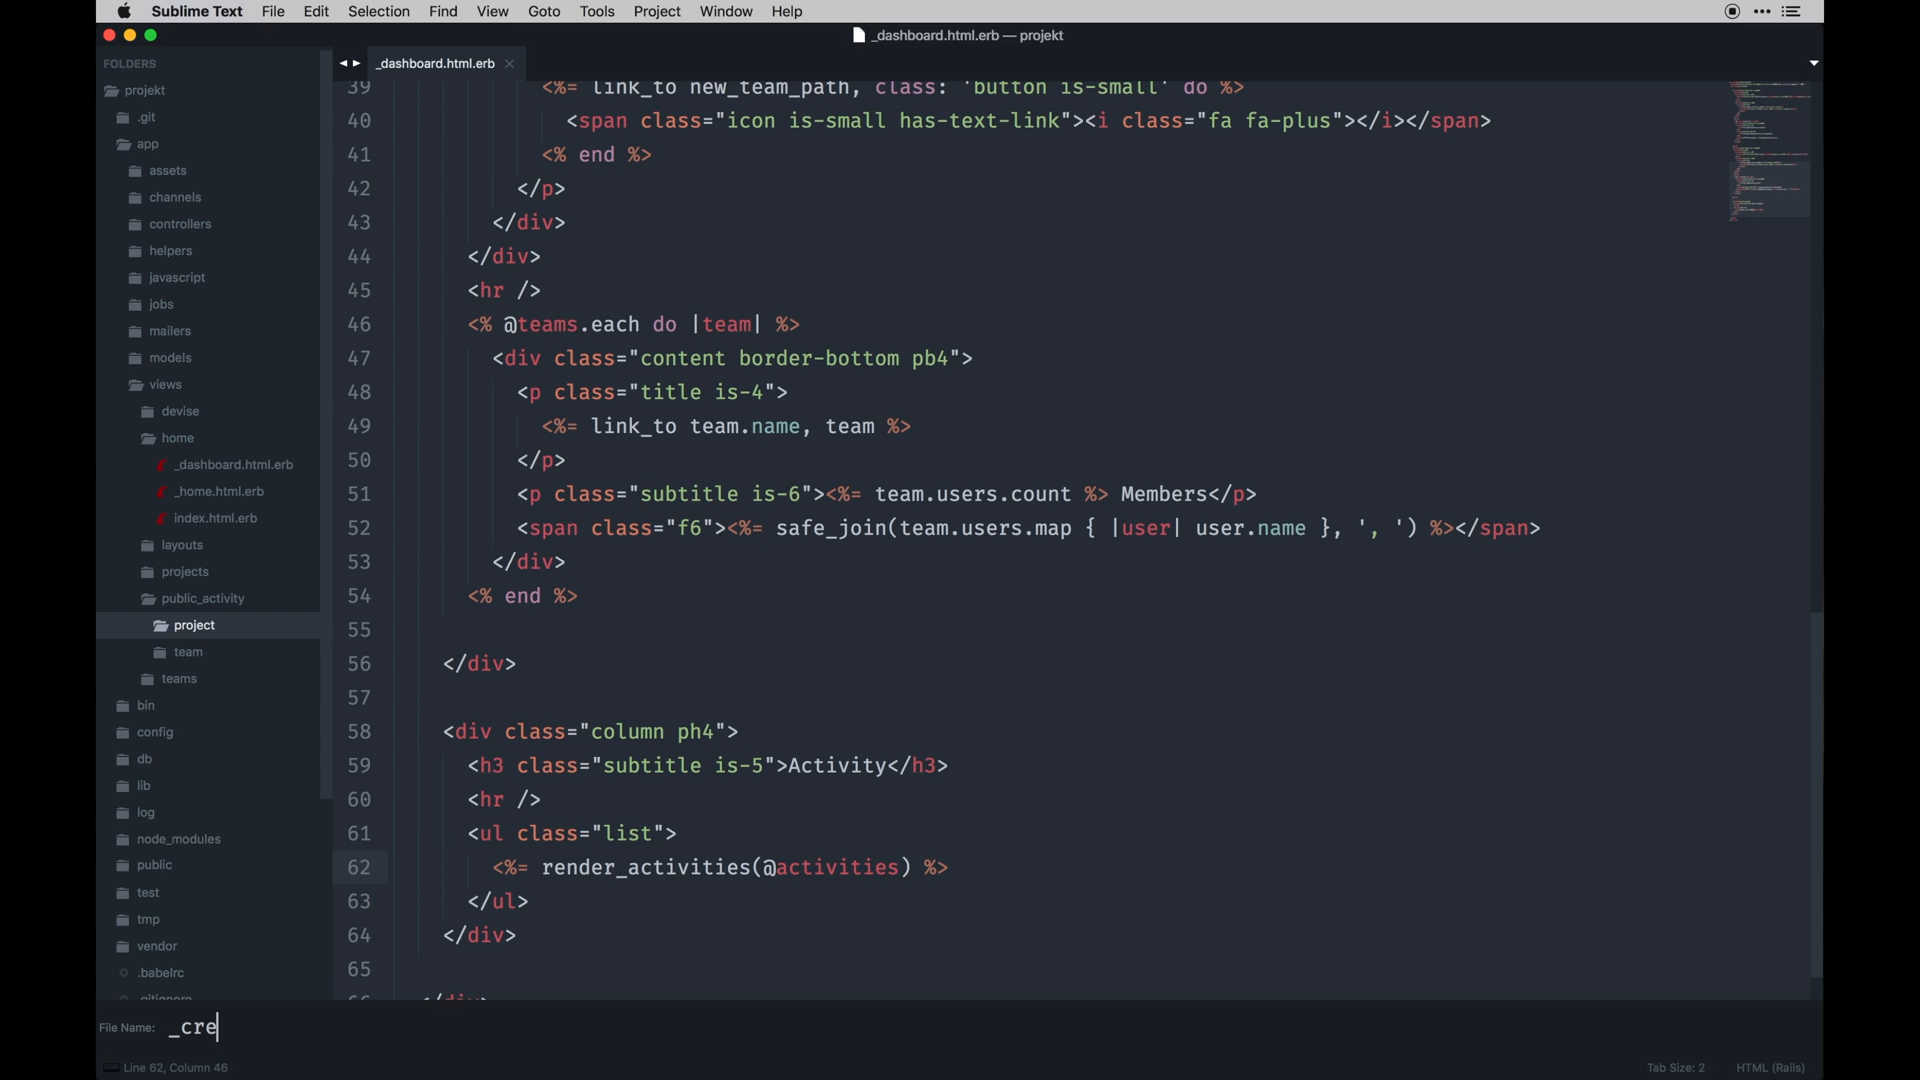 Sublime Text File Edit Selection Find View Goto Tools Project Window Help
_dashboard.html.erb — projekt
FOLDERS
projekt
.git
app
assets
channels
controllers
helpers
javascript
jobs
mailers
models
views
devise
home
_dashboard.html.erb
_home.html.erb
index.html.erb
layouts
projects
public_activity
project
team
teams
bin
config
db
lib
log
node_modules
public
test
tmp
vendor
.babelrc
.gitignore
_dashboard.html.erb
39 <%= link_to new_team_path, class: 'button is-small' do %>
40 <span class="icon is-small has-text-link"><i class="fa fa-plus"></i></span>
41 <% end %>
42 </p>
43 </div>
44 </div>
45 <hr />
46 <% @teams.each do |team| %>
47 <div class="content border-bottom pb4">
48 <p class="title is-4">
49 <%= link_to team.name, team %>
50 </p>
51 <p class="subtitle is-6"><%= team.users.count %> Members</p>
52 <span class="f6"><%= safe_join(team.users.map { |user| user.name }, ', ') %></span>
53 </div>
54 <% end %>
55
56 </div>
57
58 <div class="column ph4">
59 <h3 class="subtitle is-5">Activity</h3>
60 <hr />
61 <ul class="list">
62 <%= render_activities(@activities) %>
63 </ul>
64 </div>
65
66 </div>
File Name: _cre
Line 62, Column 46
Tab Size: 2 HTML (Rails)